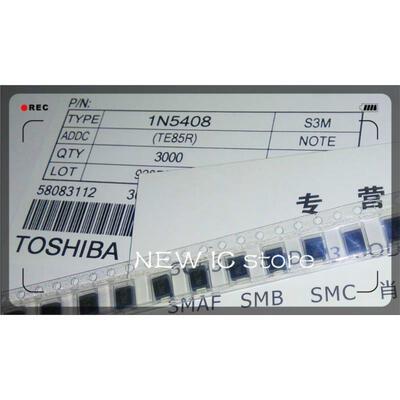 REC
P/N:
TYPE 1N5408 S3M
ADDC (TE85R) NOTE
QTY 3000
LOT
58083112
专 营
TOSHIBA
NEW IC store
SMAF SMB SMC 肖